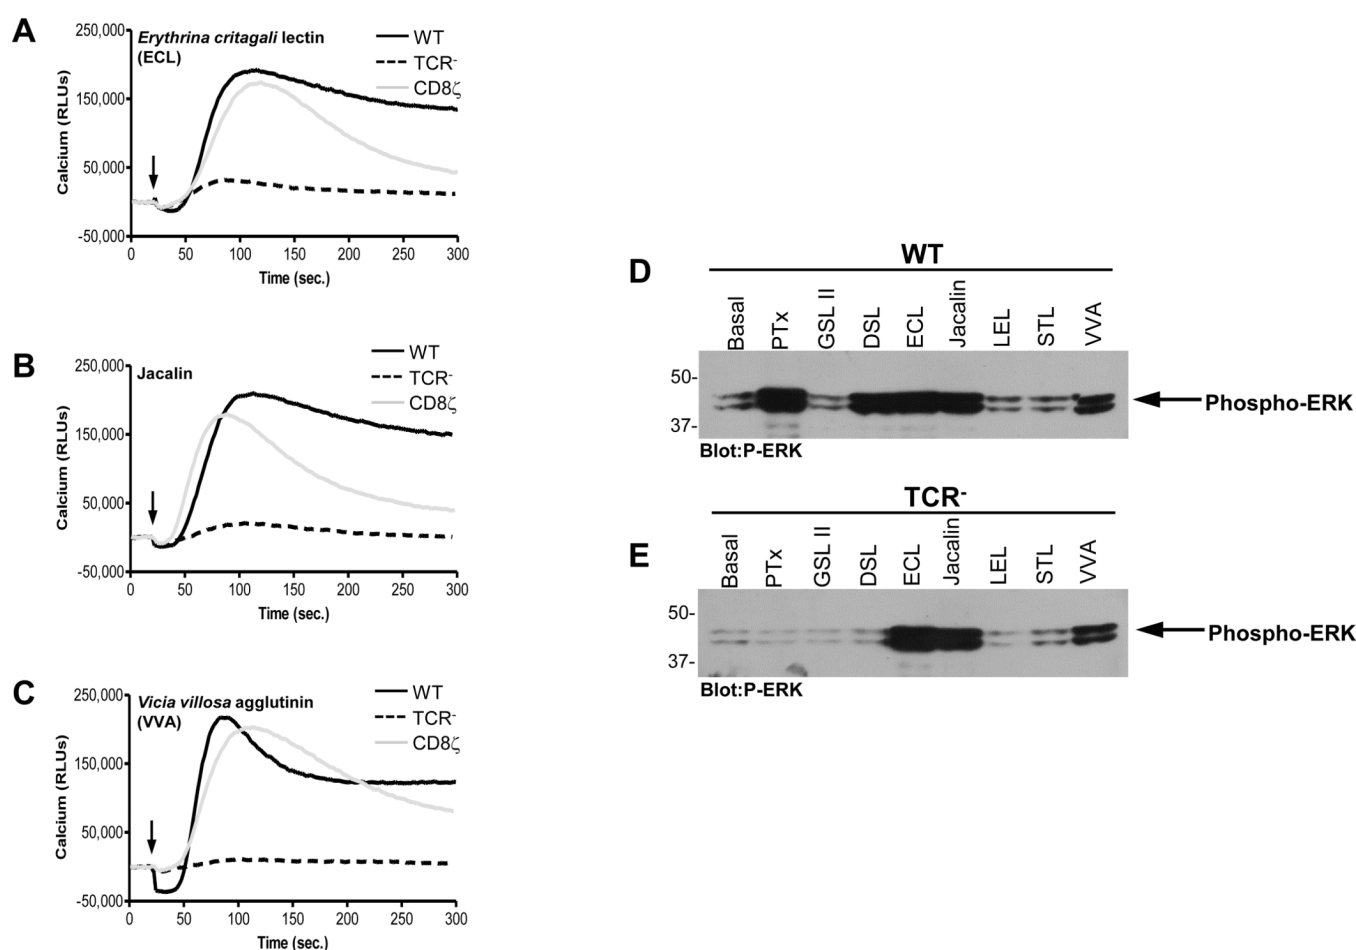 A
Erythrina critagali lectin
(ECL)
WT
TCR-
CD8ζ
250,000
150,000
50,000
-50,000
Calcium (RLUs)
0 50 100 150 200 250 300
Time (sec.)
B
Jacalin
WT
TCR-
CD8ζ
250,000
150,000
50,000
-50,000
Calcium (RLUs)
0 50 100 150 200 250 300
Time (sec.)
C
Vicia villosa agglutinin
(VVA)
WT
TCR-
CD8ζ
250,000
150,000
50,000
-50,000
Calcium (RLUs)
0 50 100 150 200 250 300
Time (sec.)
D
WT
Basal PTx GSL II DSL ECL Jacalin LEL STL VVA
50-
37-
Phospho-ERK
Blot:P-ERK
E
TCR-
Basal PTx GSL II DSL ECL Jacalin LEL STL VVA
50-
37-
Phospho-ERK
Blot:P-ERK